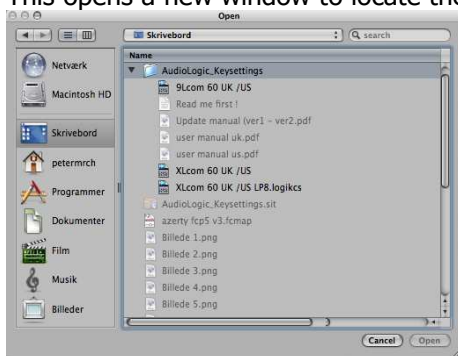 This opens a new window to locate the
Open
Skrivebord
search
Netværk
Macintosh HD
Skrivebord
petermrch
Programmer
Dokumenter
Film
Musik
Billeder
Name
AudioLogic_Keysettings
9Lcom 60 UK /US
Read me first !
Update manual (ver1 - ver2.pdf
user manual uk.pdf
user manual us.pdf
XLcom 60 UK /US
XLcom 60 UK /US LP8.logikcs
AudioLogic_Keysettings.sit
azerty fcp5 v3.fcmap
Billede 1.png
Billede 2.png
Billede 3.png
Billede 4.png
Billede 5.png
Cancel
Open